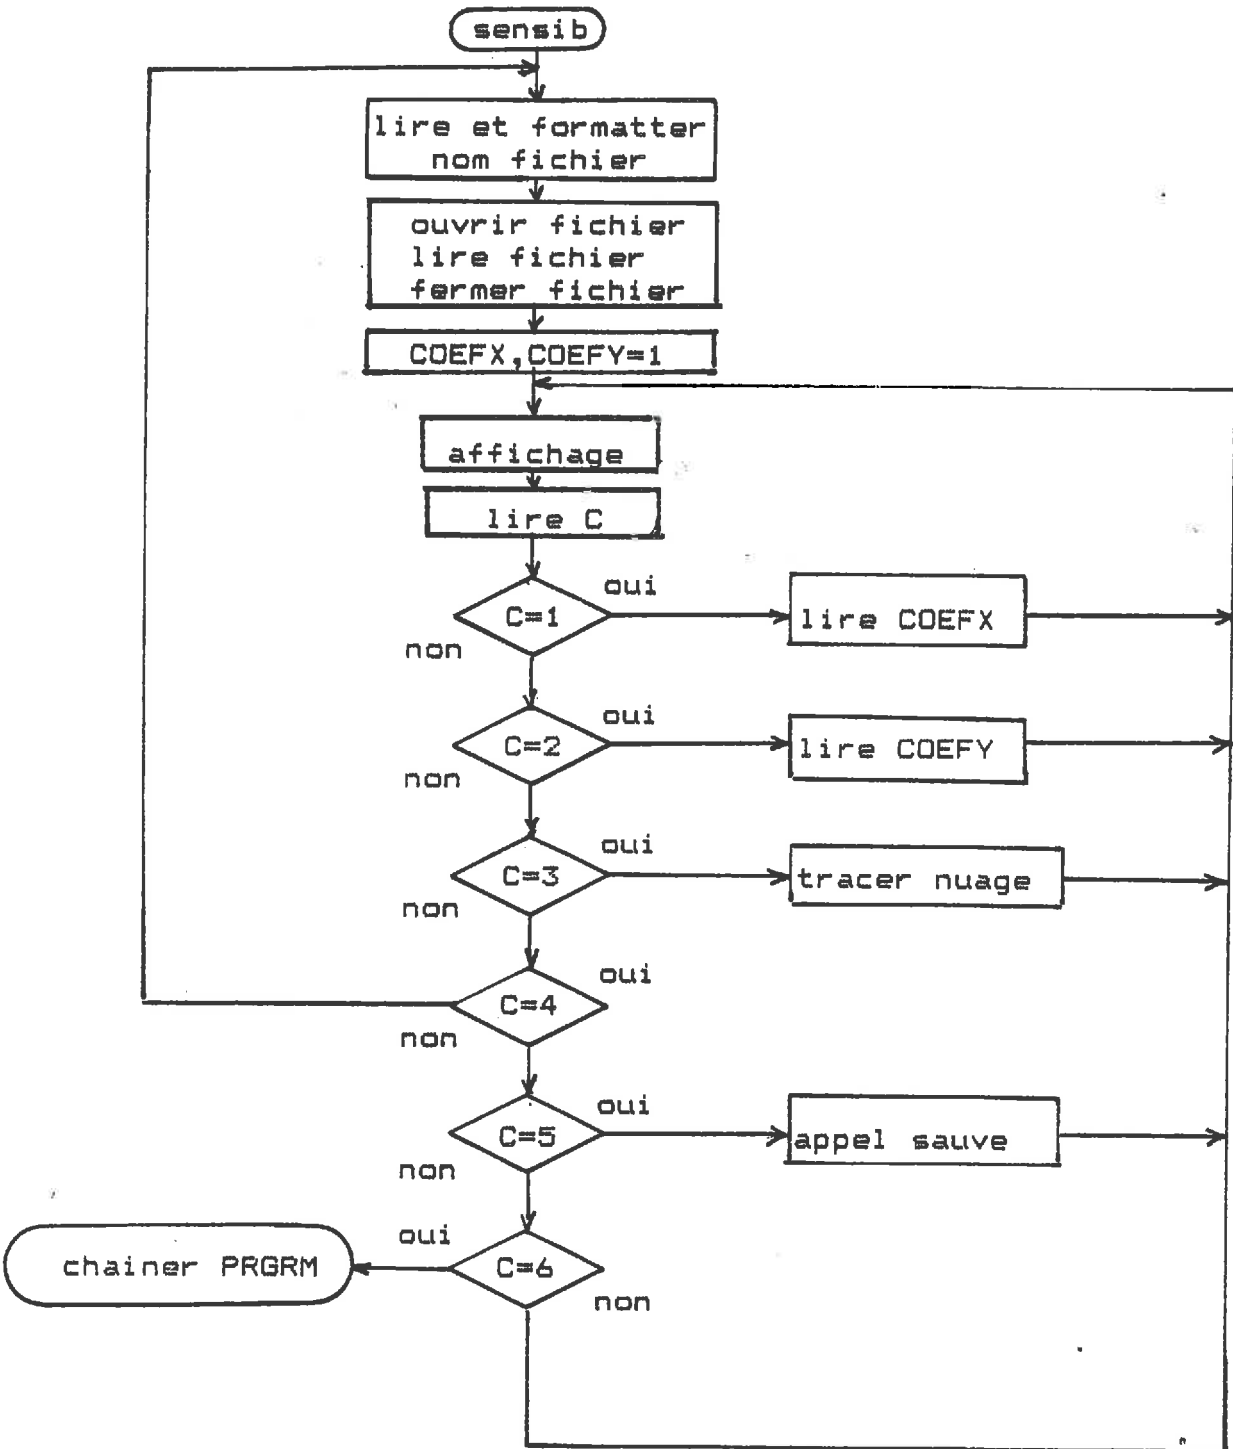 sensib
lire et formatter
nom fichier
ouvrir fichier
lire fichier
fermer fichier
COEFX,COEFY=1
affichage
lire C
oui
C=1
lire COEFX
non
oui
C=2
lire COEFY
non
oui
C=3
tracer nuage
non
oui
C=4
non
oui
C=5
appel sauve
non
oui
chainer PRGRM
C=6
non